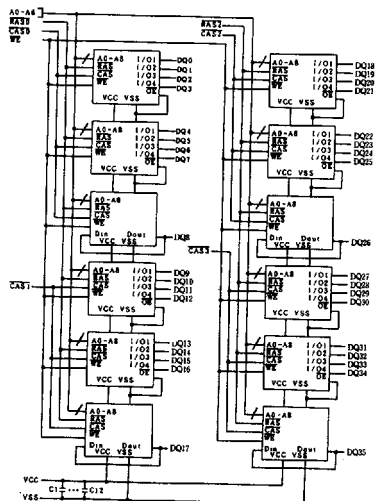 A0-A8
RAS0
CAS0
WE
A0-A8 I/O1 DQ0
RAS I/O2 DQ1
CAS I/O3 DQ2
WE I/O4 DQ3
OE
VCC VSS
A0-A8 I/O1 DQ4
RAS I/O2 DQ5
CAS I/O3 DQ6
WE I/O4 DQ7
OE
VCC VSS
A0-A8
RAS
CAS
WE
Din Dout DQ8
VCC VSS
CAS1
A0-A8 I/O1 DQ9
RAS I/O2 DQ10
CAS I/O3 DQ11
WE I/O4 DQ12
OE
VCC VSS
A0-A8 I/O1 DQ13
RAS I/O2 DQ14
CAS I/O3 DQ15
WE I/O4 DQ16
OE
VCC VSS
A0-A8
RAS
CAS
WE
Din Dout DQ17
VCC VSS
RAS2
CAS2
A0-A8 I/O1 DQ18
RAS I/O2 DQ19
CAS I/O3 DQ20
WE I/O4 DQ21
OE
VCC VSS
A0-A8 I/O1 DQ22
RAS I/O2 DQ23
CAS I/O3 DQ24
WE I/O4 DQ25
OE
VCC VSS
A0-A8
RAS
CAS
WE
Din Dout DQ26
VCC VSS
CAS3
A0-A8 I/O1 DQ27
RAS I/O2 DQ28
CAS I/O3 DQ29
WE I/O4 DQ30
OE
VCC VSS
A0-A8 I/O1 DQ31
RAS I/O2 DQ32
CAS I/O3 DQ33
WE I/O4 DQ34
OE
VCC VSS
A0-A8
RAS
CAS
WE
Din Dout DQ35
VCC VSS
VCC
C1 ··· C12
VSS